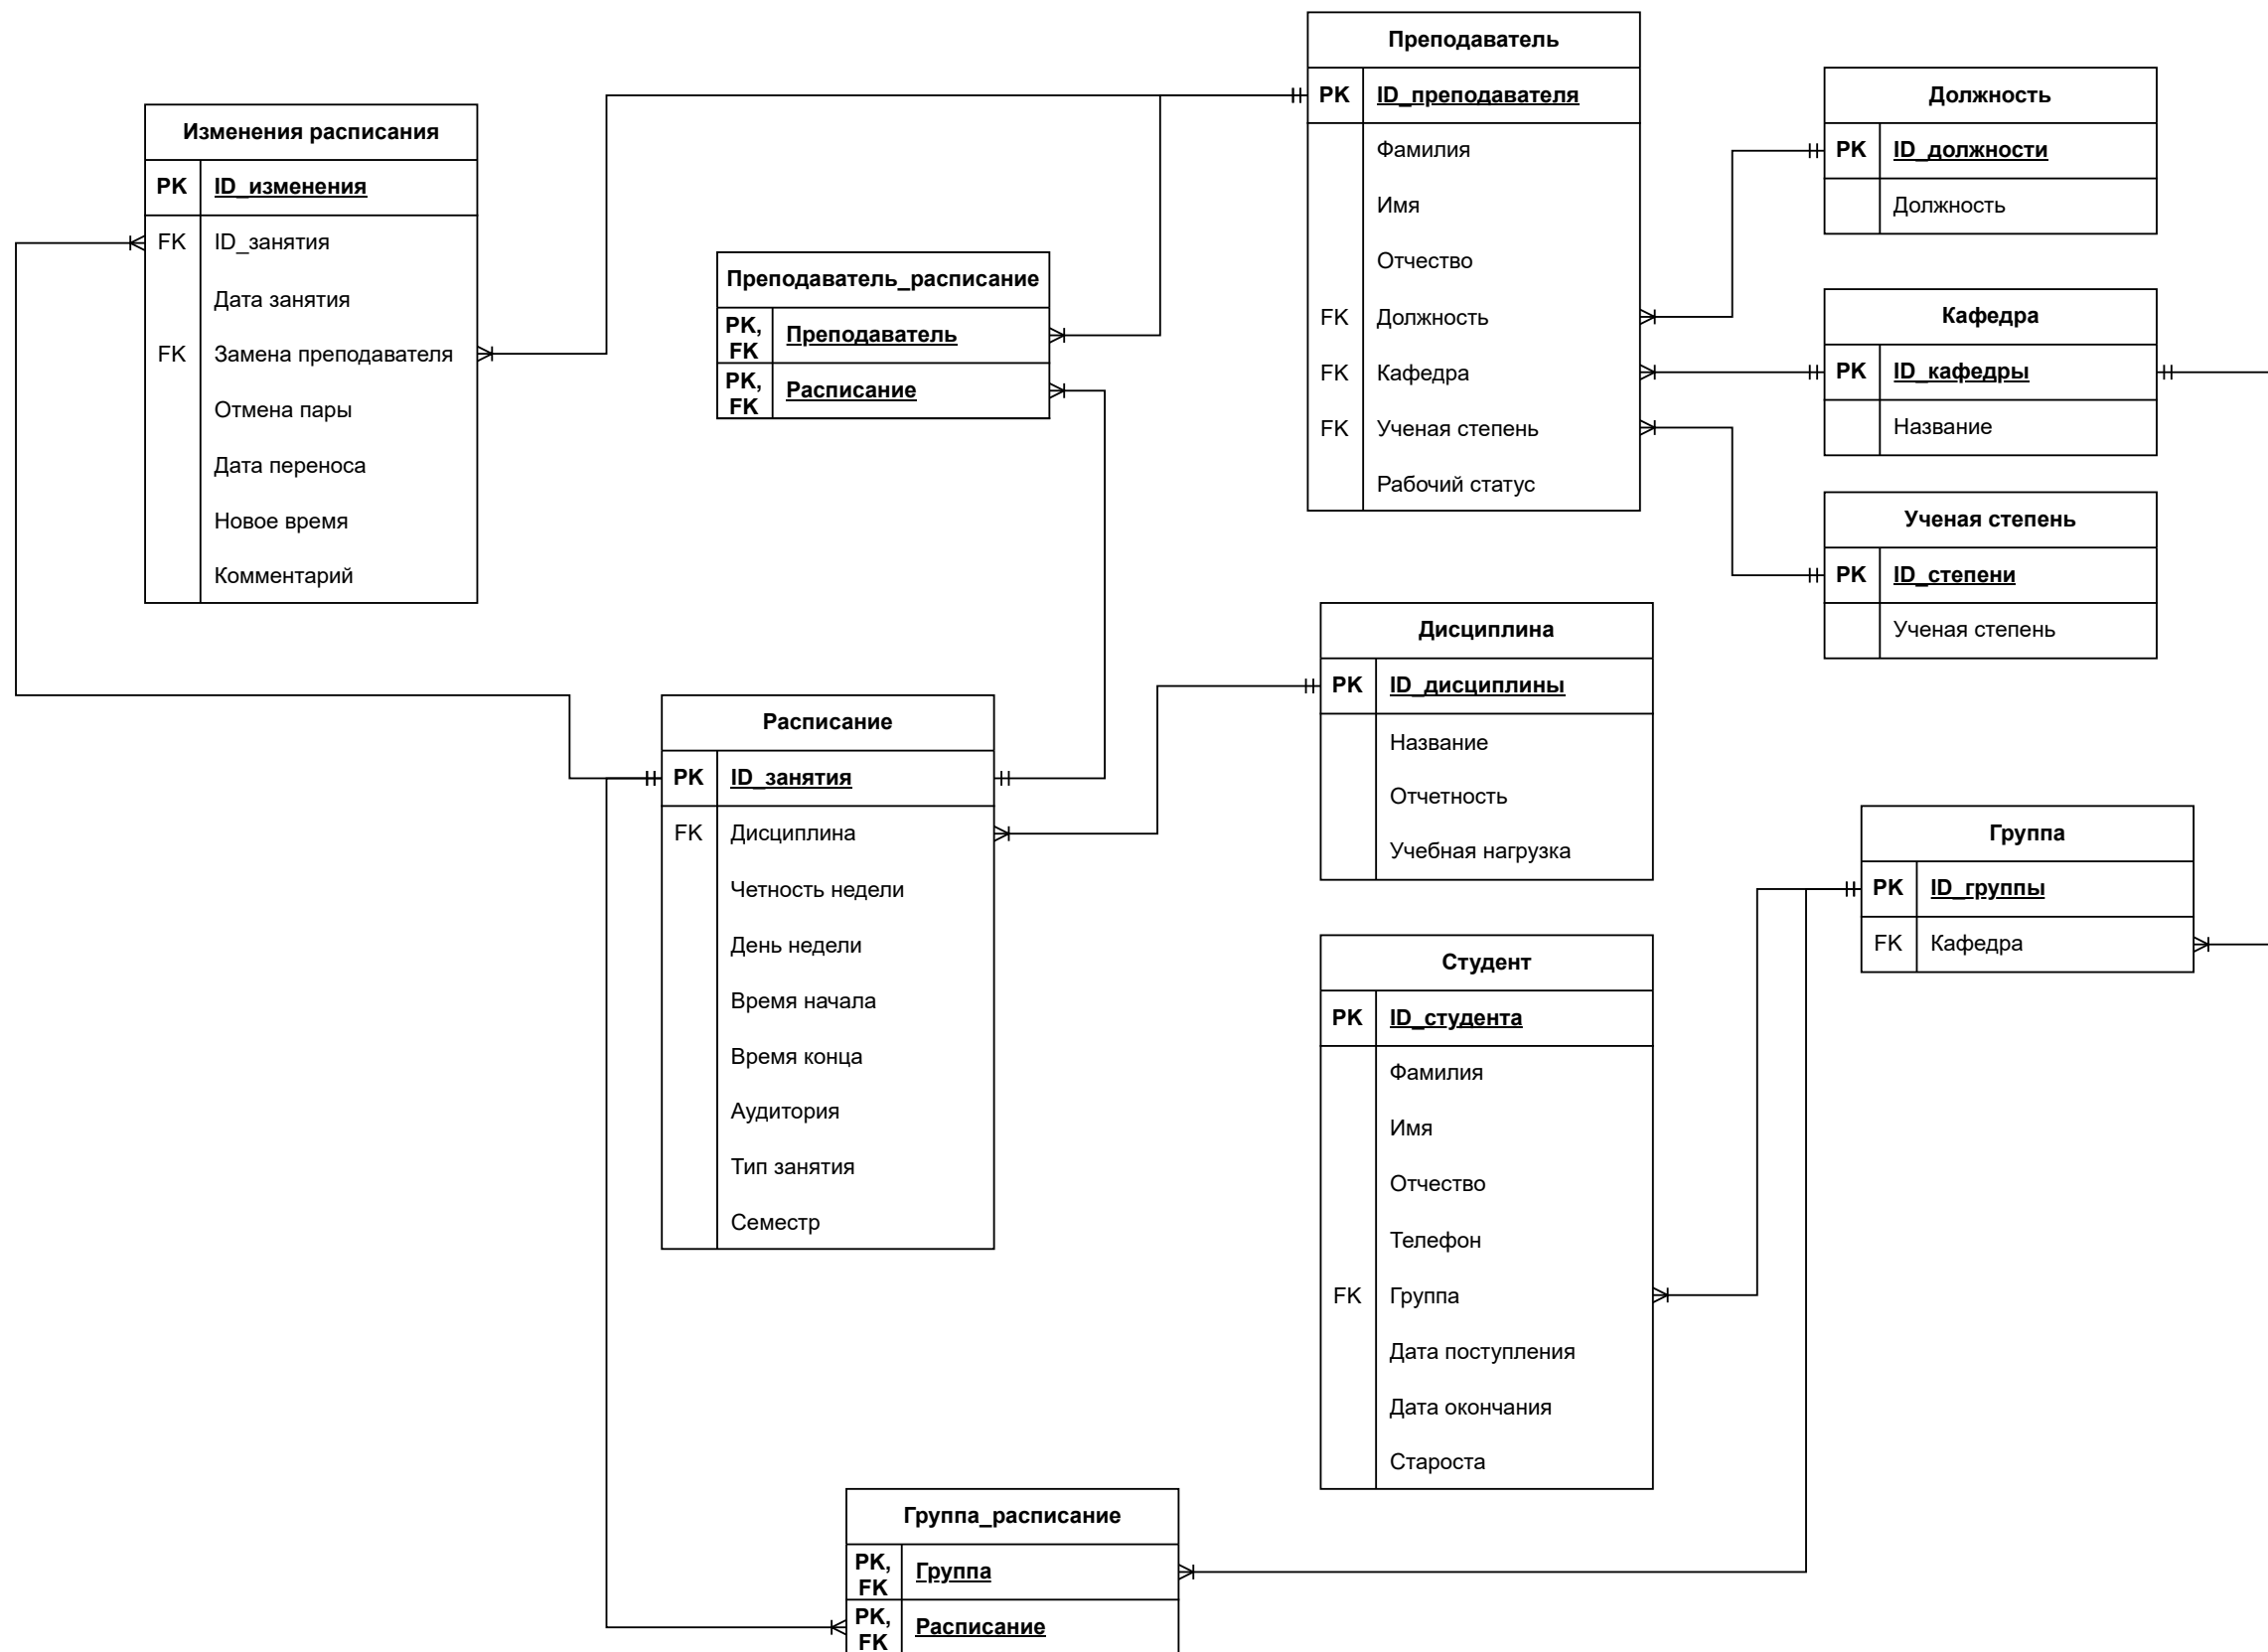 Преподаватель
PK ID_преподавателя
Фамилия
Имя
Отчество
FK Должность
FK Кафедра
FK Ученая степень
Рабочий статус
Должность
PK ID_должности
Должность
Изменения расписания
PK ID_изменения
FK ID_занятия
Дата занятия
FK Замена преподавателя
Отмена пары
Дата переноса
Новое время
Комментарий
Преподаватель_расписание
PK,
FK Преподаватель
PK,
FK Расписание
Кафедра
PK ID_кафедры
Название
Ученая степень
PK ID_степени
Ученая степень
Дисциплина
PK ID_дисциплины
Название
Отчетность
Учебная нагрузка
Расписание
PK ID_занятия
FK Дисциплина
Четность недели
День недели
Время начала
Время конца
Аудитория
Тип занятия
Семестр
Группа
PK ID_группы
FK Кафедра
Студент
PK ID_студента
Фамилия
Имя
Отчество
Телефон
FK Группа
Дата поступления
Дата окончания
Староста
Группа_расписание
PK,
FK Группа
PK,
FK Расписание